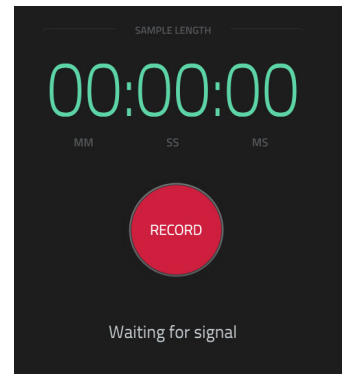 SAMPLE LENGTH
00:00:00
MM SS MS
RECORD
Waiting for signal